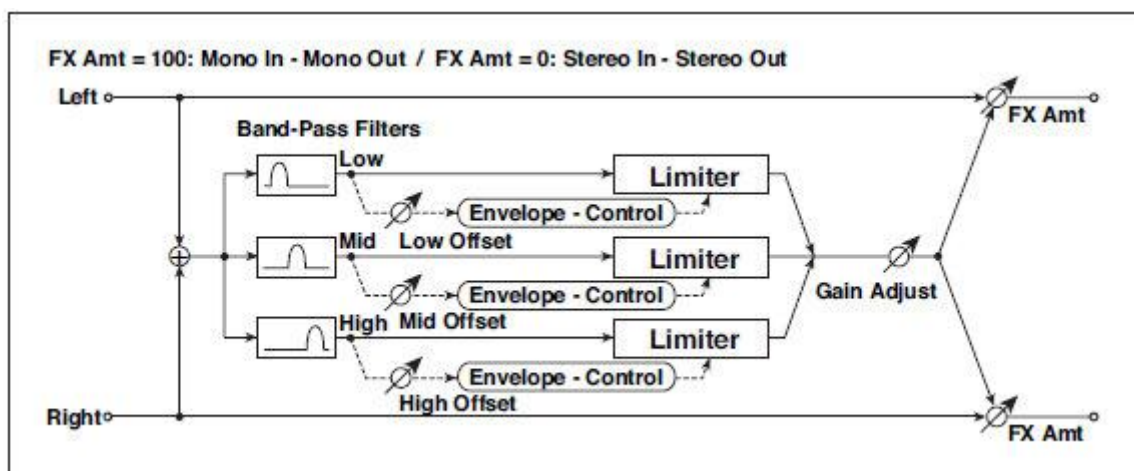 FX Amt = 100: Mono In - Mono Out / FX Amt = 0: Stereo In - Stereo Out
Left
FX Amt
Band-Pass Filters
Low
Limiter
Envelope - Control
Low Offset
Mid
Limiter
Envelope - Control
Mid Offset
Gain Adjust
High
Limiter
Envelope - Control
High Offset
Right
FX Amt